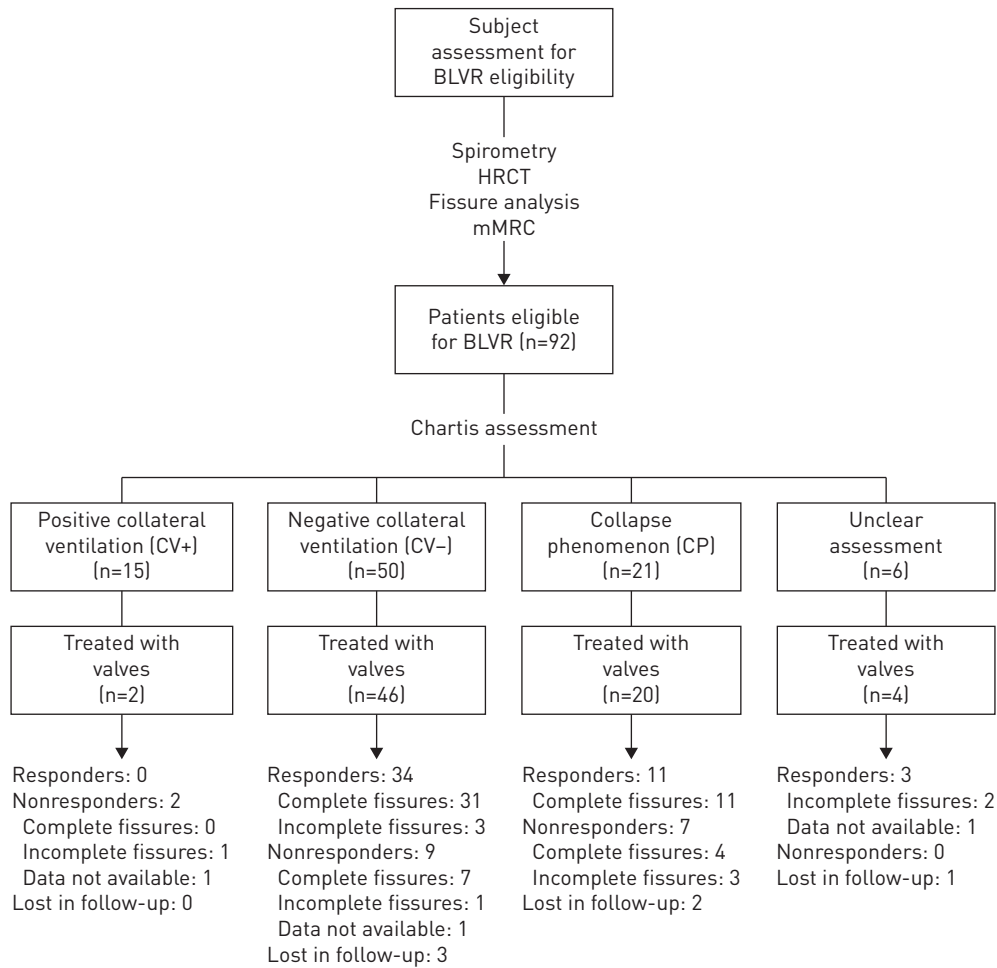 Subject
assessment for
BLVR eligibility
Spirometry
HRCT
Fissure analysis
mMRC
Patients eligible
for BLVR (n=92)
Chartis assessment
Positive collateral
ventilation (CV+)
(n=15)
Negative collateral
ventilation (CV–)
(n=50)
Collapse
phenomenon (CP)
(n=21)
Unclear
assessment
(n=6)
Treated with
valves
(n=2)
Treated with
valves
(n=46)
Treated with
valves
(n=20)
Treated with
valves
(n=4)
Responders: 0
Nonresponders: 2
Complete fissures: 0
Incomplete fissures: 1
Data not available: 1
Lost in follow-up: 0
Responders: 34
Complete fissures: 31
Incomplete fissures: 3
Nonresponders: 9
Complete fissures: 7
Incomplete fissures: 1
Data not available: 1
Lost in follow-up: 3
Responders: 11
Complete fissures: 11
Nonresponders: 7
Complete fissures: 4
Incomplete fissures: 3
Lost in follow-up: 2
Responders: 3
Incomplete fissures: 2
Data not available: 1
Nonresponders: 0
Lost in follow-up: 1